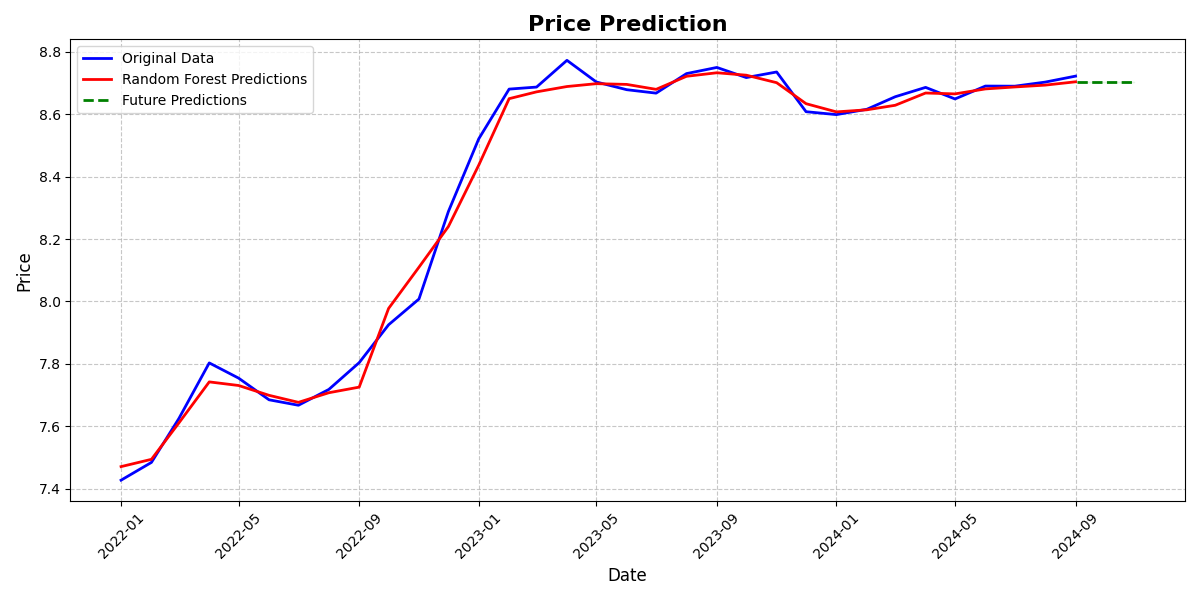 Price Prediction
Original Data
Random Forest Predictions
Future Predictions
8.8
8.6
8.4
8.2
8.0
7.8
7.6
7.4
Price
2022-01
2022-05
2022-09
2023-01
2023-05
2023-09
2024-01
2024-05
2024-09
Date